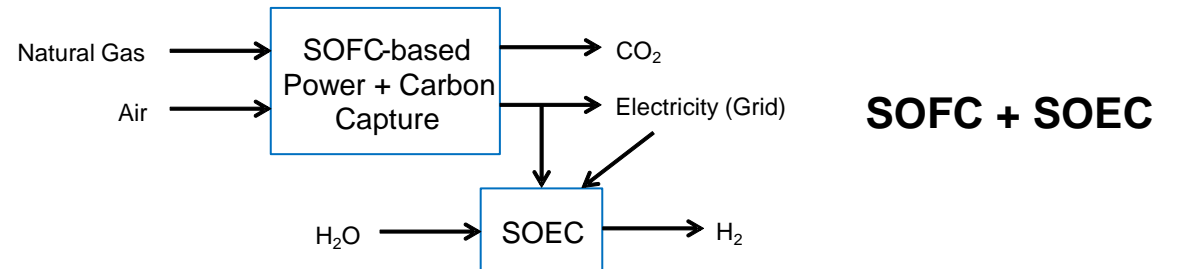 Natural Gas
Air
SOFC-based
Power + Carbon
Capture
CO₂
Electricity (Grid)
SOFC + SOEC
H₂O
SOEC
H₂